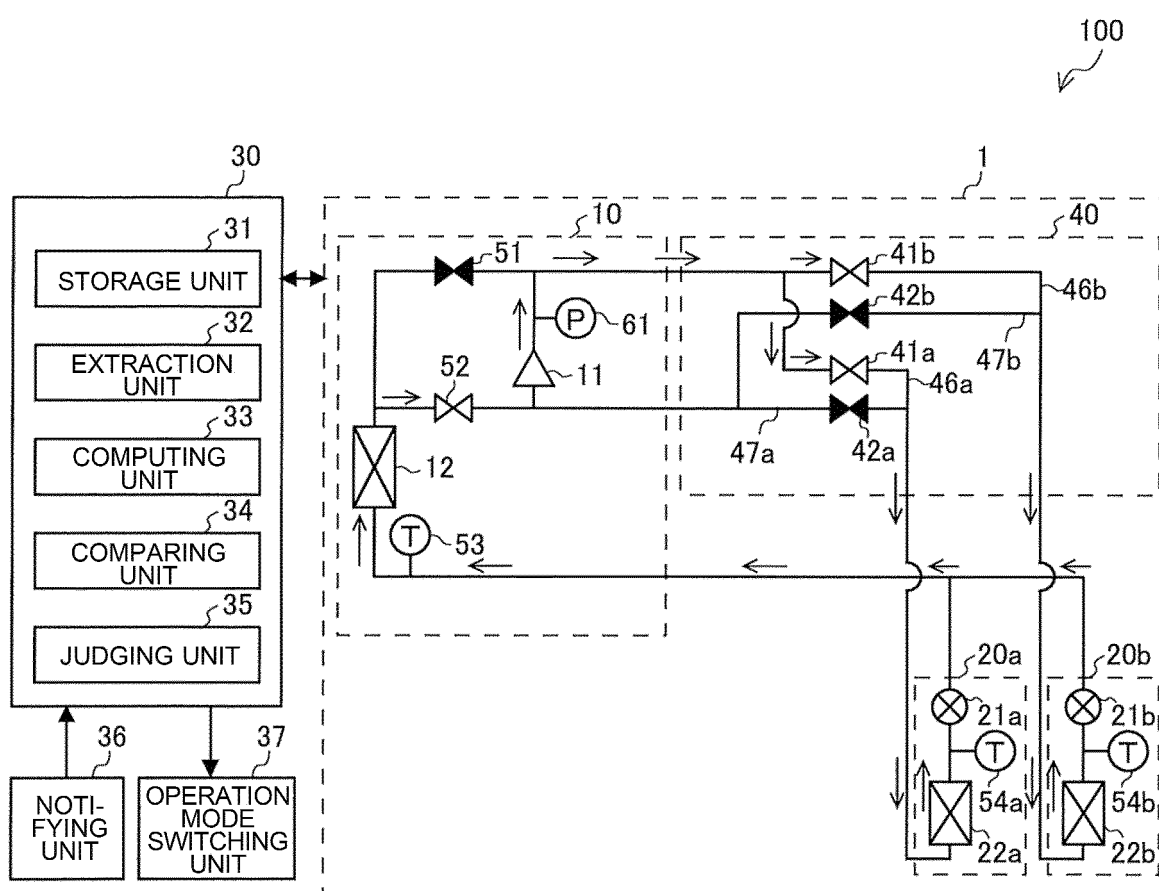 100
30
1
10
40
31
STORAGE UNIT
51
41b
46b
42b
P
61
47b
32
EXTRACTION
UNIT
52
11
41a
46a
33
COMPUTING
UNIT
12
47a
42a
34
COMPARING
UNIT
T
53
35
JUDGING UNIT
20a
20b
21a
21b
36
NOTI-
FYING
UNIT
37
OPERATION
MODE
SWITCHING
UNIT
T
54a
T
54b
22a
22b